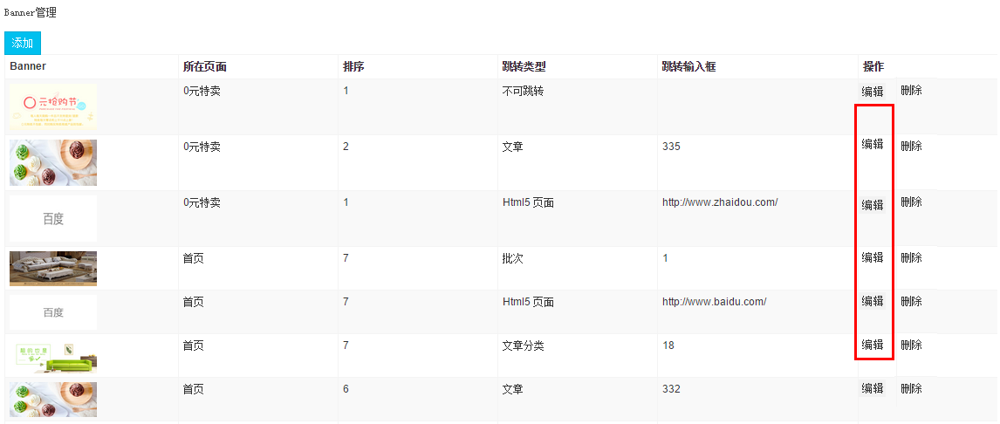 Banner管理
添加
Banner 所在页面 排序 跳转类型 跳转输入框 操作
元抢购节
0元特卖 1 不可跳转 编辑 删除
0元特卖 2 文章 335 编辑 删除
百度 0元特卖 1 Html5 页面 http://www.zhaidou.com/ 编辑 删除
首页 7 批次 1 编辑 删除
百度 首页 7 Html5 页面 http://www.baidu.com/ 编辑 删除
首页 7 文章分类 18 编辑 删除
首页 6 文章 332 编辑 删除